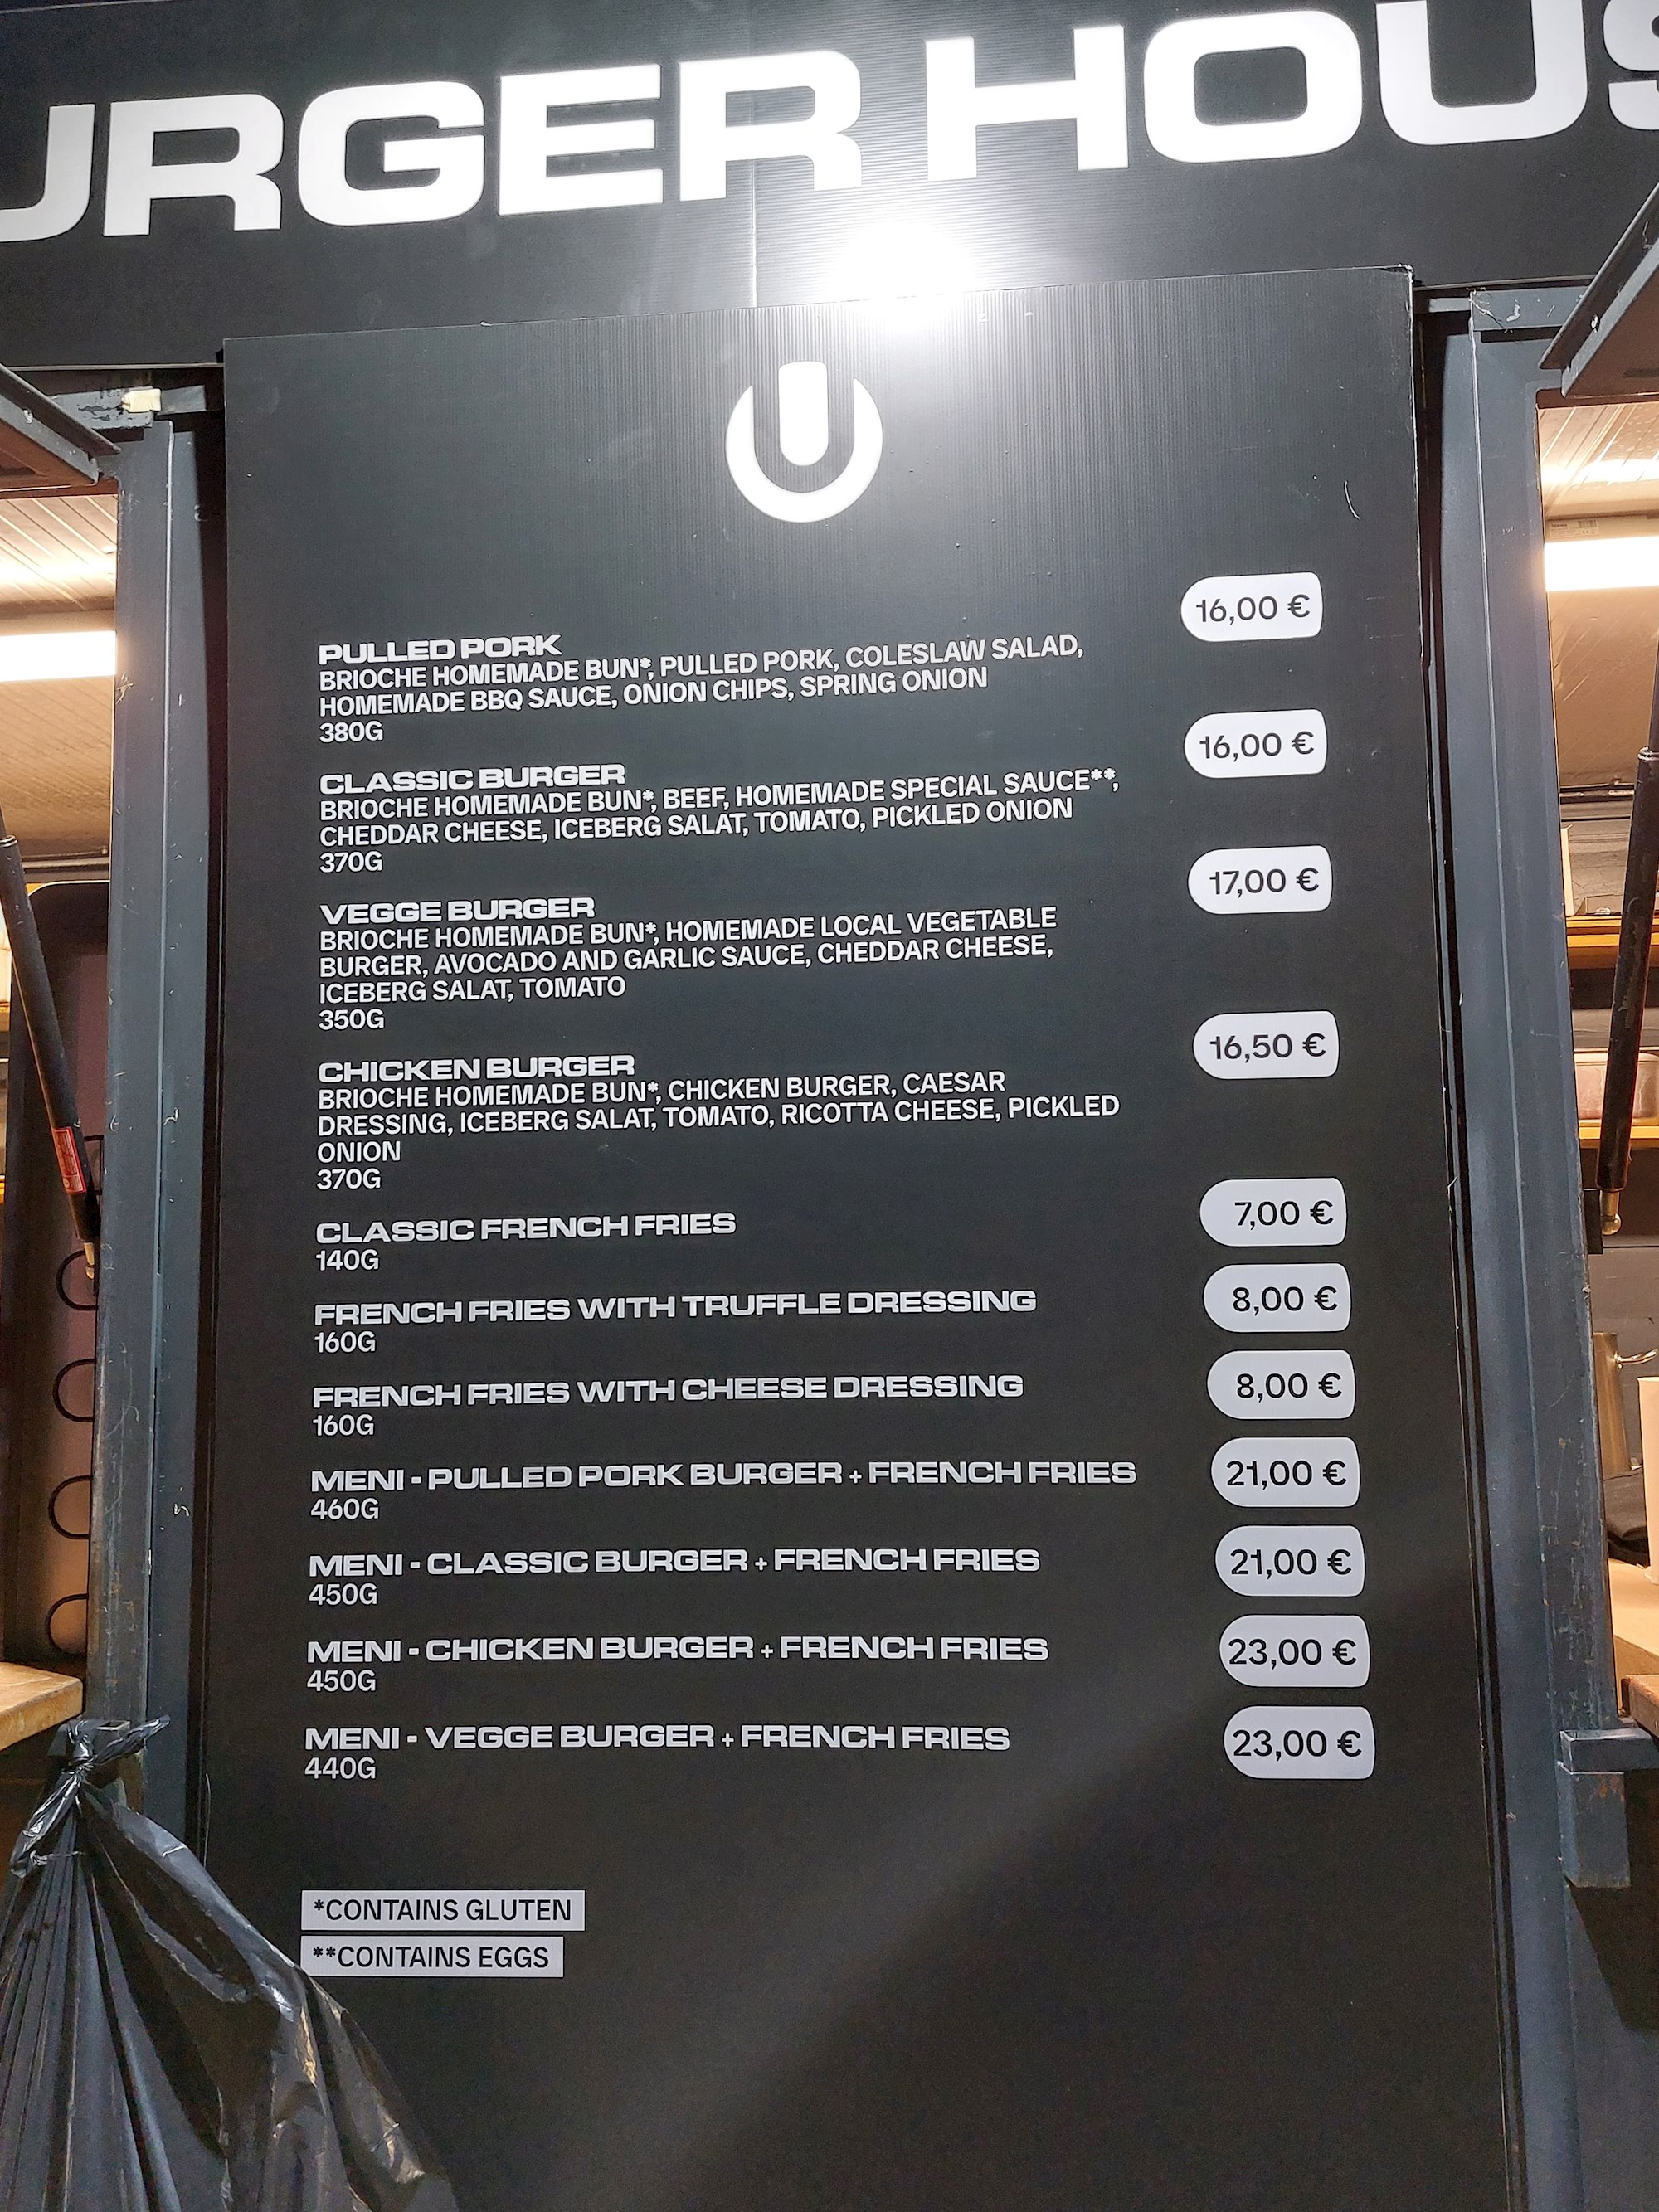 URGER HOUS
PULLED PORK
16,00 €
BRIOCHE HOMEMADE BUN*, PULLED PORK, COLESLAW SALAD,
HOMEMADE BBQ SAUCE, ONION CHIPS, SPRING ONION
380G
CLASSIC BURGER
16,00 €
BRIOCHE HOMEMADE BUN*, BEEF, HOMEMADE SPECIAL SAUCE**,
CHEDDAR CHEESE, ICEBERG SALAT, TOMATO, PICKLED ONION
370G
VEGGE BURGER
17,00 €
BRIOCHE HOMEMADE BUN*, HOMEMADE LOCAL VEGETABLE
BURGER, AVOCADO AND GARLIC SAUCE, CHEDDAR CHEESE,
ICEBERG SALAT, TOMATO
350G
CHICKEN BURGER
16,50 €
BRIOCHE HOMEMADE BUN*, CHICKEN BURGER, CAESAR
DRESSING, ICEBERG SALAT, TOMATO, RICOTTA CHEESE, PICKLED
ONION
370G
CLASSIC FRENCH FRIES
7,00 €
140G
FRENCH FRIES WITH TRUFFLE DRESSING
8,00 €
160G
FRENCH FRIES WITH CHEESE DRESSING
8,00 €
160G
MENI - PULLED PORK BURGER + FRENCH FRIES
21,00 €
460G
MENI - CLASSIC BURGER + FRENCH FRIES
21,00 €
450G
MENI - CHICKEN BURGER + FRENCH FRIES
23,00 €
450G
MENI - VEGGE BURGER + FRENCH FRIES
23,00 €
440G
*CONTAINS GLUTEN
**CONTAINS EGGS